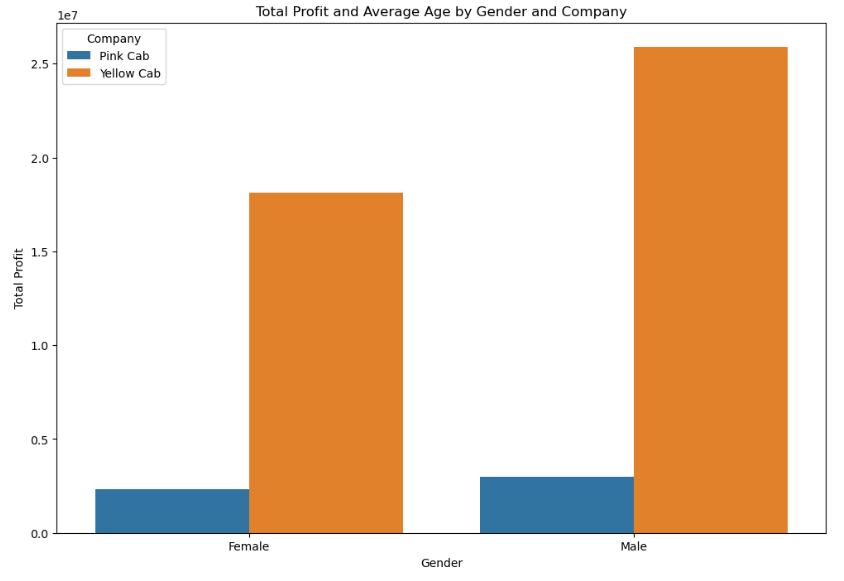 Total Profit and Average Age by Gender and Company
1e7
Company
Pink Cab
Yellow Cab
2.5
2.0
1.5
1.0
0.5
0.0
Total Profit
Female
Male
Gender